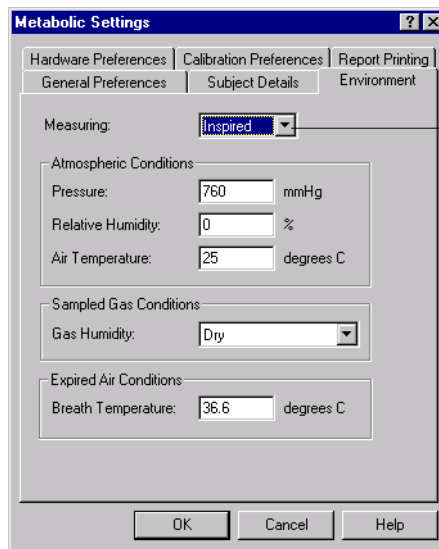 Metabolic Settings
Hardware Preferences Calibration Preferences Report Printing
General Preferences Subject Details Environment
Measuring: Inspired
Atmospheric Conditions
Pressure: 760 mmHg
Relative Humidity: 0 %
Air Temperature: 25 degrees C
Sampled Gas Conditions
Gas Humidity: Dry
Expired Air Conditions
Breath Temperature: 36.6 degrees C
OK Cancel Help